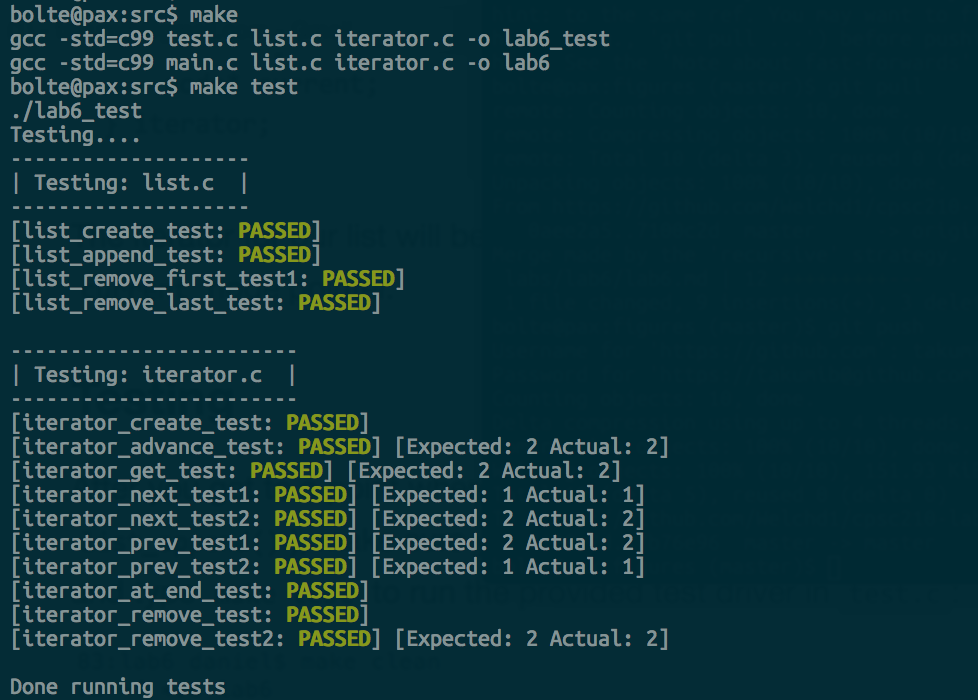 bolte@pax:src$ make
gcc -std=c99 test.c list.c iterator.c -o lab6_test
gcc -std=c99 main.c list.c iterator.c -o lab6
bolte@pax:src$ make test
./lab6_test
Testing....
--------------------
| Testing: list.c  |
--------------------
[list_create_test: PASSED]
[list_append_test: PASSED]
[list_remove_first_test1: PASSED]
[list_remove_last_test: PASSED]

------------------------
| Testing: iterator.c  |
------------------------
[iterator_create_test: PASSED]
[iterator_advance_test: PASSED] [Expected: 2 Actual: 2]
[iterator_get_test: PASSED] [Expected: 2 Actual: 2]
[iterator_next_test1: PASSED] [Expected: 1 Actual: 1]
[iterator_next_test2: PASSED] [Expected: 2 Actual: 2]
[iterator_prev_test1: PASSED] [Expected: 2 Actual: 2]
[iterator_prev_test2: PASSED] [Expected: 1 Actual: 1]
[iterator_at_end_test: PASSED]
[iterator_remove_test: PASSED]
[iterator_remove_test2: PASSED] [Expected: 2 Actual: 2]

Done running tests